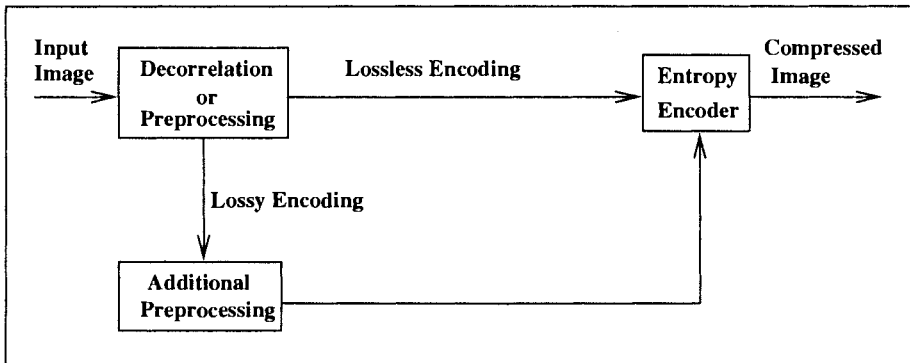 Input
Image
Decorrelation
or
Preprocessing
Lossless Encoding
Entropy
Encoder
Compressed
Image
Lossy Encoding
Additional
Preprocessing